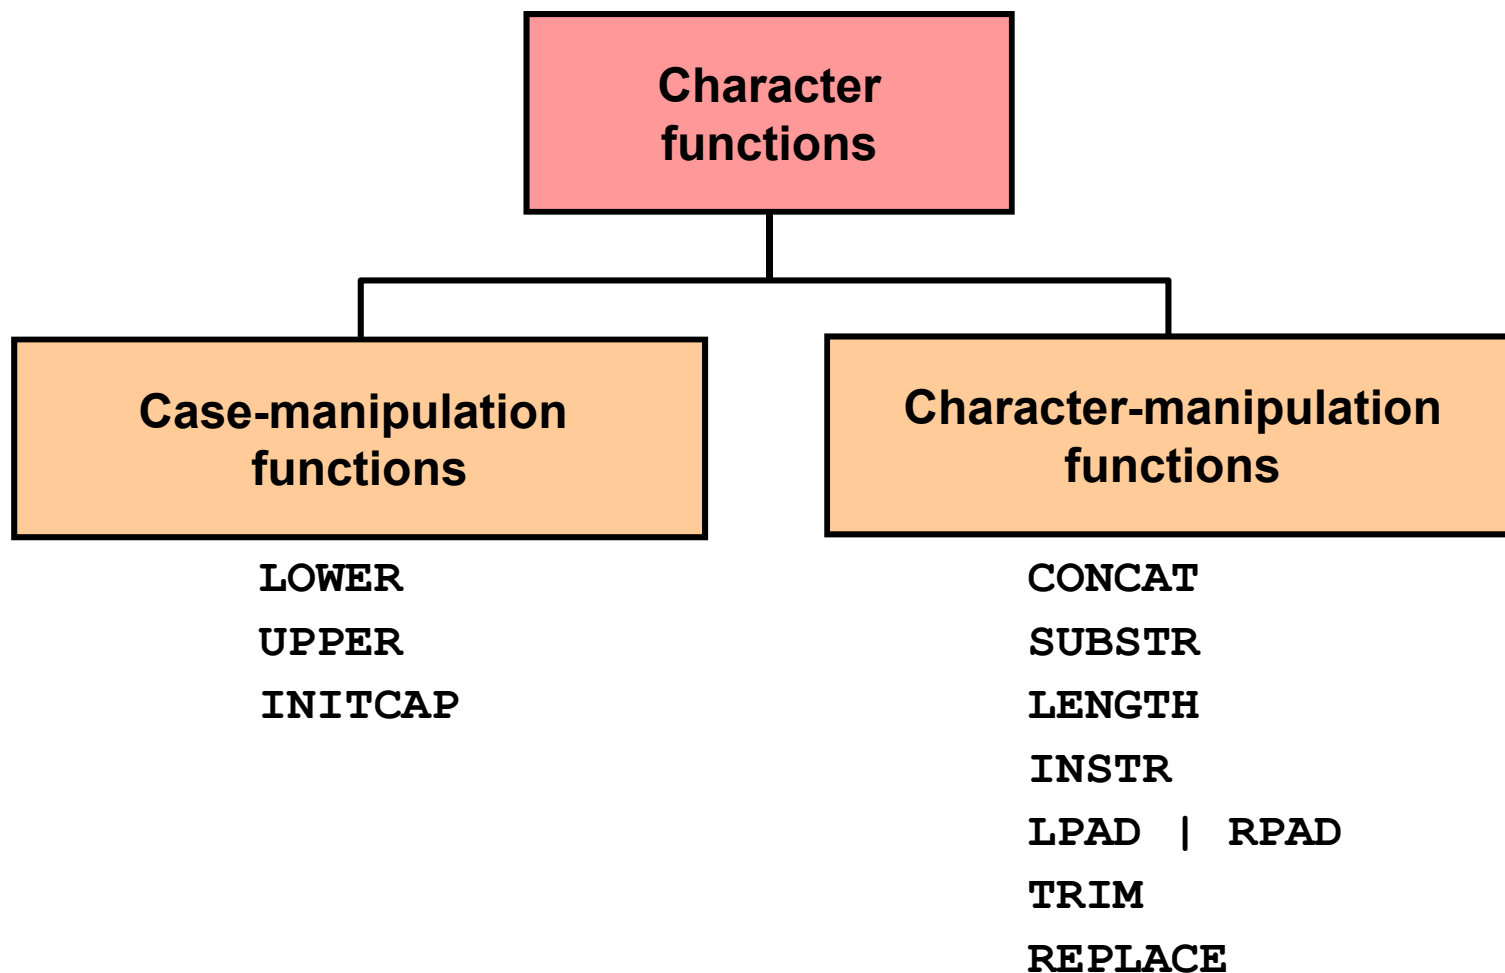 Character
functions
Case-manipulation
functions
Character-manipulation
functions
LOWER
UPPER
INITCAP
CONCAT
SUBSTR
LENGTH
INSTR
LPAD | RPAD
TRIM
REPLACE